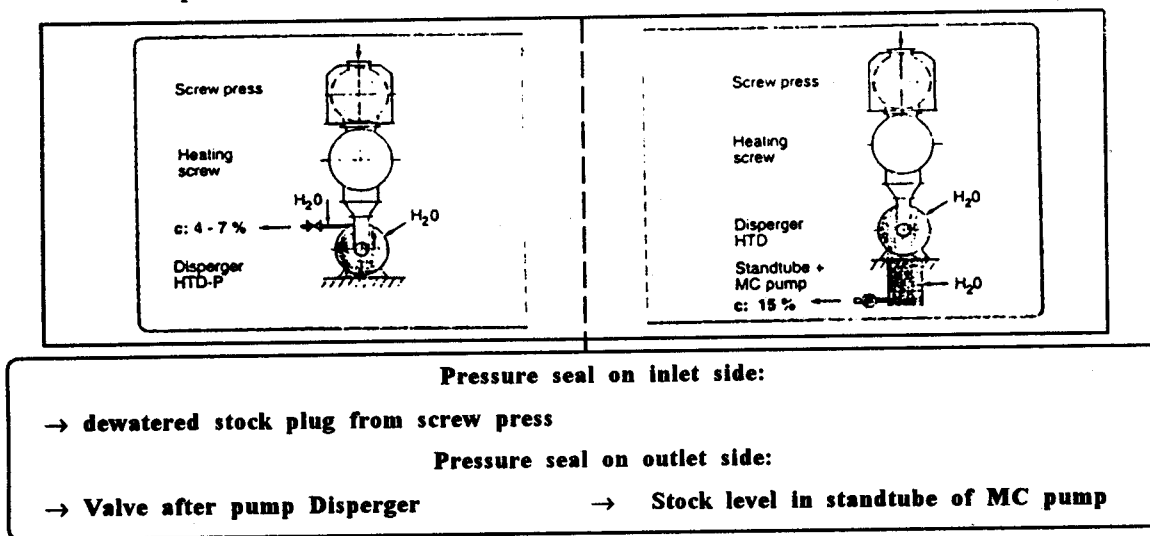 Screw press
Heating
screw
H₂O
H₂O
c: 4 - 7 %
Disperger
HTD-P
Screw press
Heating
screw
H₂O
Disperger
HTD
Standtube +
MC pump
H₂O
c: 15 %
Pressure seal on inlet side:
→ dewatered stock plug from screw press
Pressure seal on outlet side:
→ Valve after pump Disperger → Stock level in standtube of MC pump